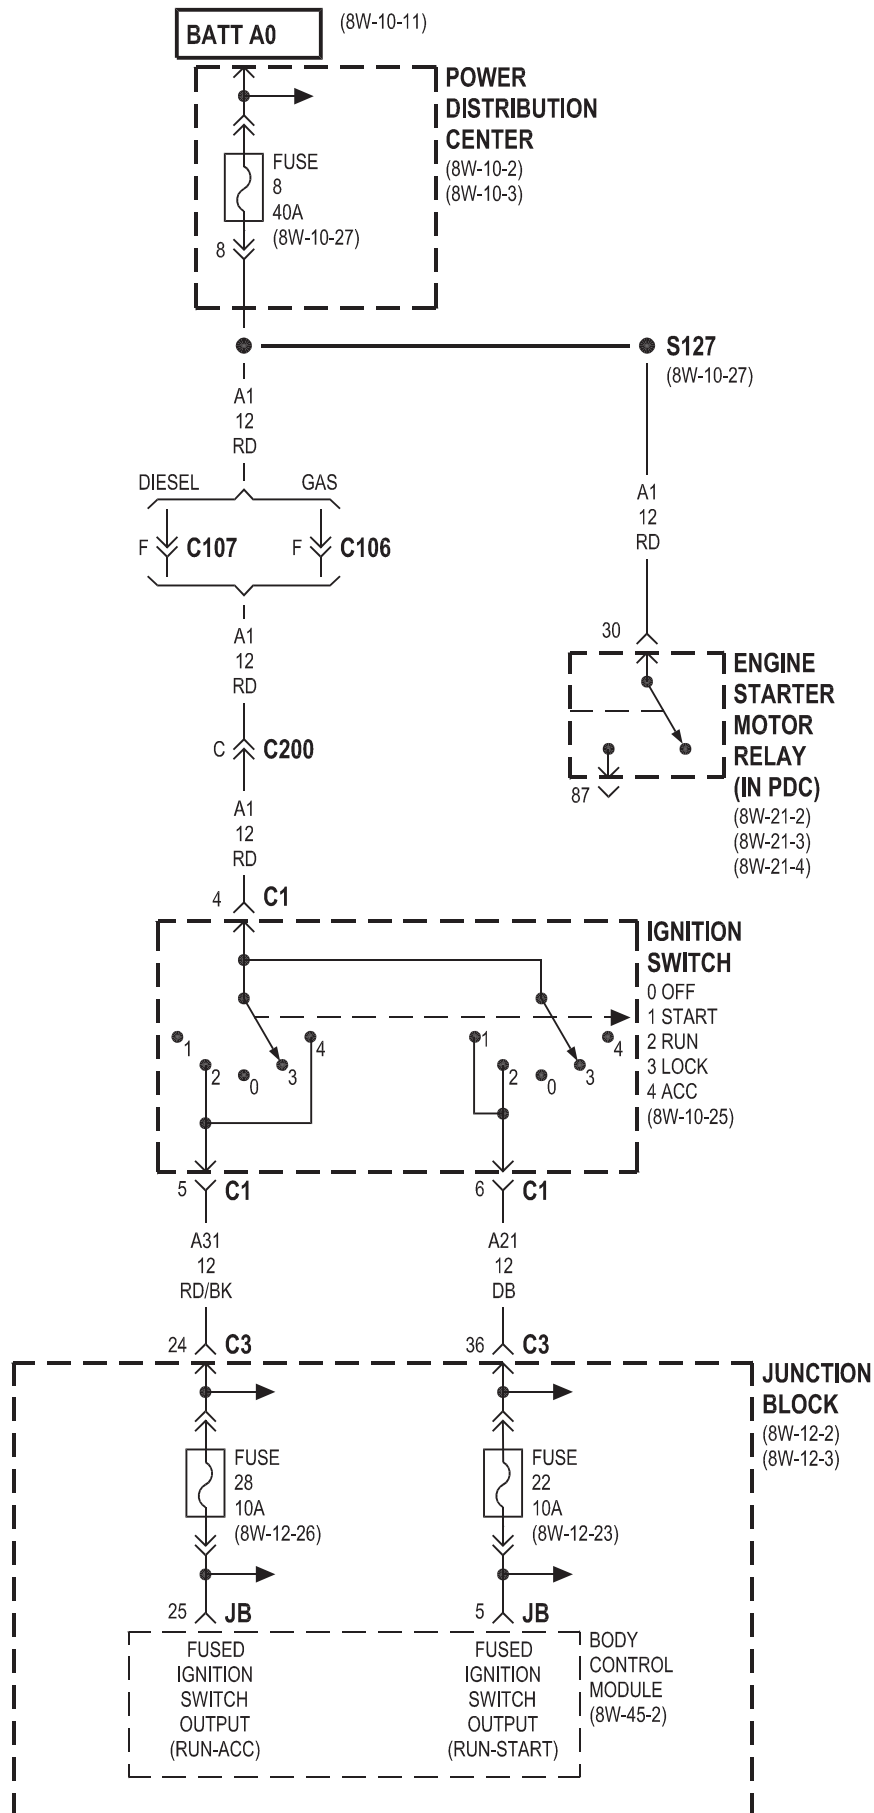 BATT A0
(8W-10-11)
POWER
DISTRIBUTION
CENTER
(8W-10-2)
(8W-10-3)
FUSE
8
40A
(8W-10-27)
8
S127
(8W-10-27)
A1
12
RD
DIESEL
GAS
F
C107
F
C106
A1
12
RD
A1
12
RD
30
ENGINE
STARTER
MOTOR
RELAY
(IN PDC)
(8W-21-2)
(8W-21-3)
(8W-21-4)
87
C
C200
A1
12
RD
4
C1
IGNITION
SWITCH
0 OFF
1 START
2 RUN
3 LOCK
4 ACC
(8W-10-25)
1
2
0
3
4
1
2
0
3
4
5
C1
6
C1
A31
12
RD/BK
A21
12
DB
24
C3
36
C3
JUNCTION
BLOCK
(8W-12-2)
(8W-12-3)
FUSE
28
10A
(8W-12-26)
FUSE
22
10A
(8W-12-23)
25
JB
5
JB
FUSED
IGNITION
SWITCH
OUTPUT
(RUN-ACC)
FUSED
IGNITION
SWITCH
OUTPUT
(RUN-START)
BODY
CONTROL
MODULE
(8W-45-2)